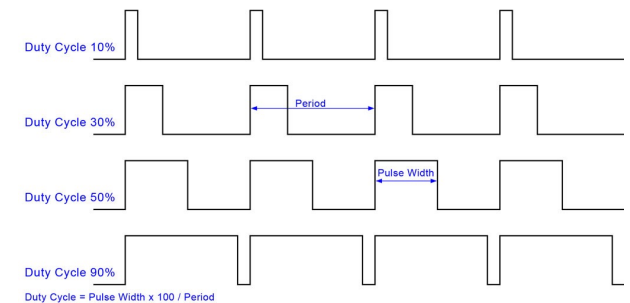 Duty Cycle 10%
Period
Duty Cycle 30%
Pulse Width
Duty Cycle 50%
Duty Cycle 90%
Duty Cycle = Pulse Width x 100 / Period